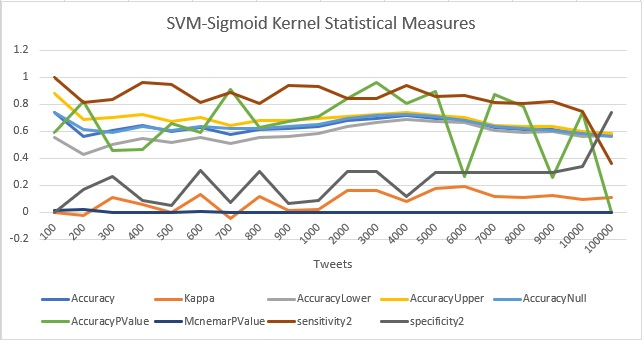 SVM-Sigmoid Kernel Statistical Measures
1.2
1
0.8
0.6
0.4
0.2
0
-0.2
100 200 300 400 500 600 700 800 900 1000 2000 3000 4000 5000 6000 7000 8000 9000 10000 100000
Tweets
Accuracy Kappa AccuracyLower AccuracyUpper AccuracyNull
AccuracyPValue McnemarPValue sensitivity2 specificity2